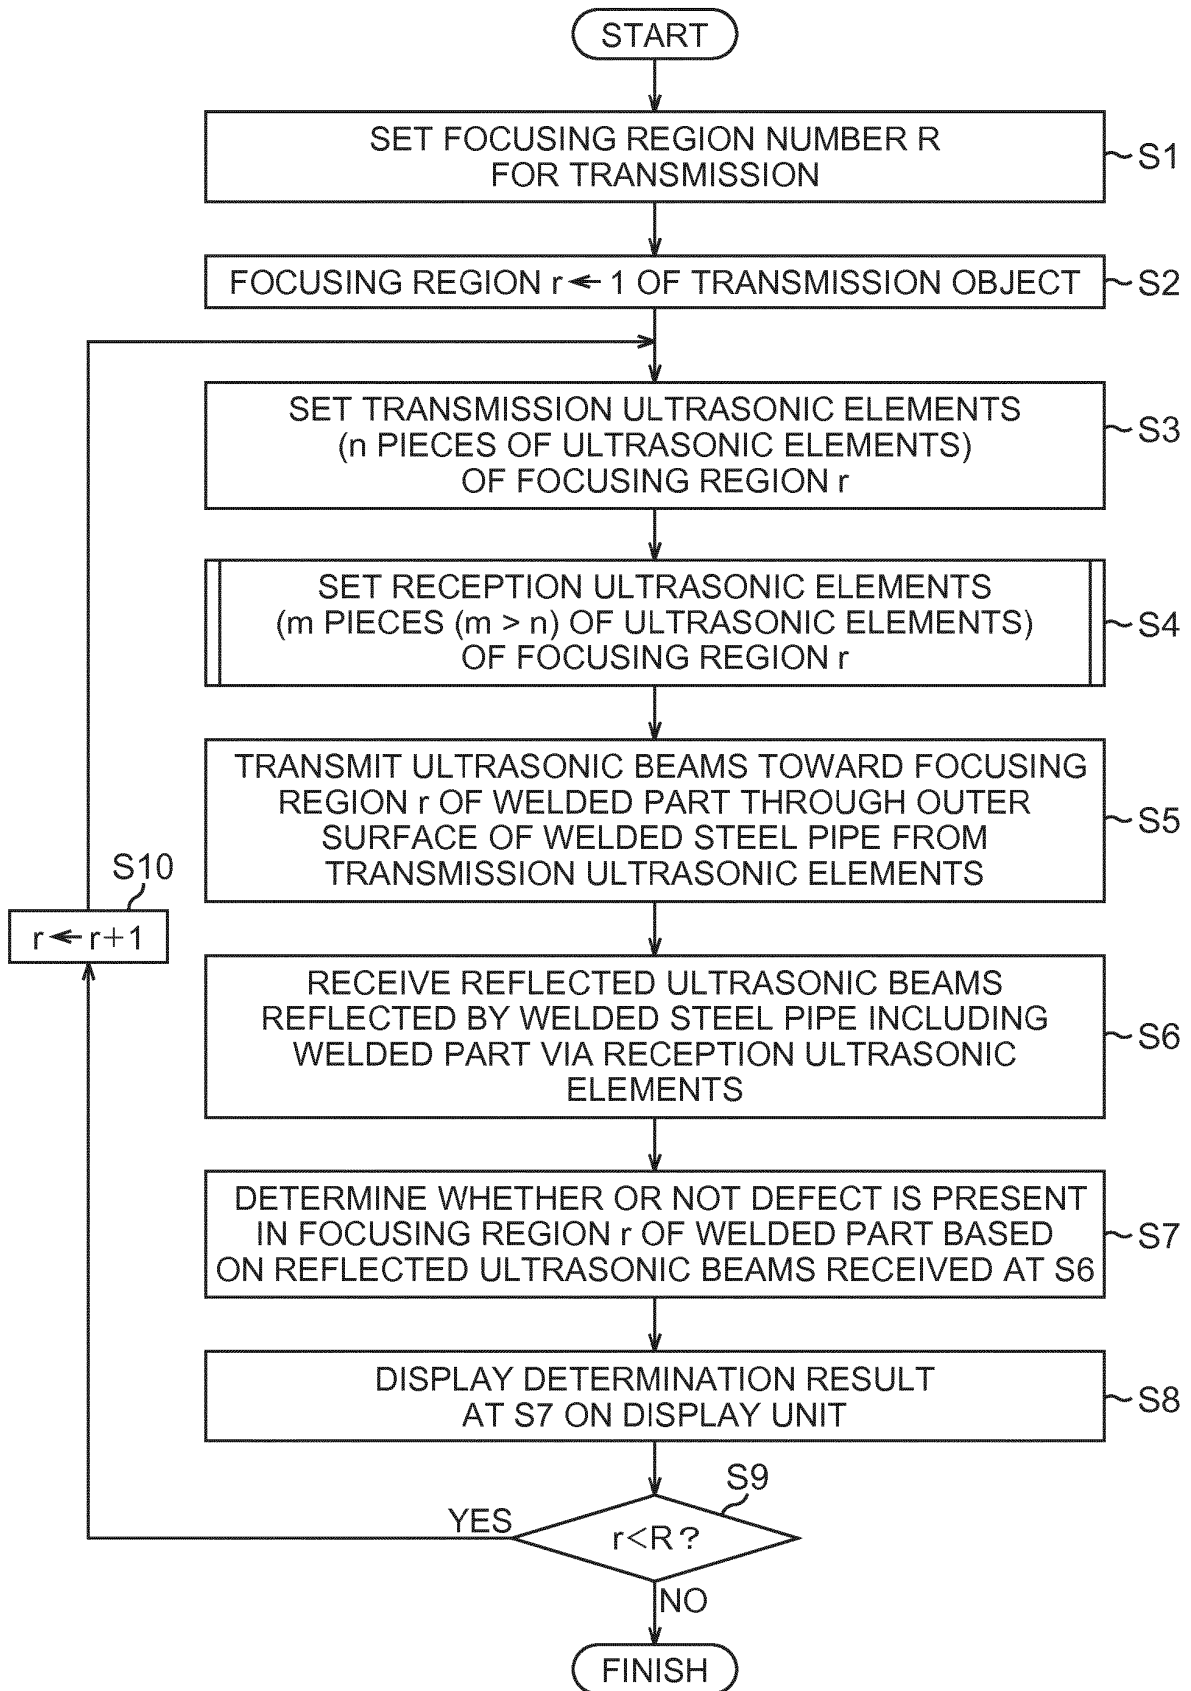 START
SET FOCUSING REGION NUMBER R
FOR TRANSMISSION
S1
FOCUSING REGION r ← 1 OF TRANSMISSION OBJECT
S2
SET TRANSMISSION ULTRASONIC ELEMENTS
(n PIECES OF ULTRASONIC ELEMENTS)
OF FOCUSING REGION r
S3
SET RECEPTION ULTRASONIC ELEMENTS
(m PIECES (m > n) OF ULTRASONIC ELEMENTS)
OF FOCUSING REGION r
S4
TRANSMIT ULTRASONIC BEAMS TOWARD FOCUSING
REGION r OF WELDED PART THROUGH OUTER
SURFACE OF WELDED STEEL PIPE FROM
TRANSMISSION ULTRASONIC ELEMENTS
S5
S10
r ← r+1
RECEIVE REFLECTED ULTRASONIC BEAMS
REFLECTED BY WELDED STEEL PIPE INCLUDING
WELDED PART VIA RECEPTION ULTRASONIC
ELEMENTS
S6
DETERMINE WHETHER OR NOT DEFECT IS PRESENT
IN FOCUSING REGION r OF WELDED PART BASED
ON REFLECTED ULTRASONIC BEAMS RECEIVED AT S6
S7
DISPLAY DETERMINATION RESULT
AT S7 ON DISPLAY UNIT
S8
S9
YES
r<R?
NO
FINISH